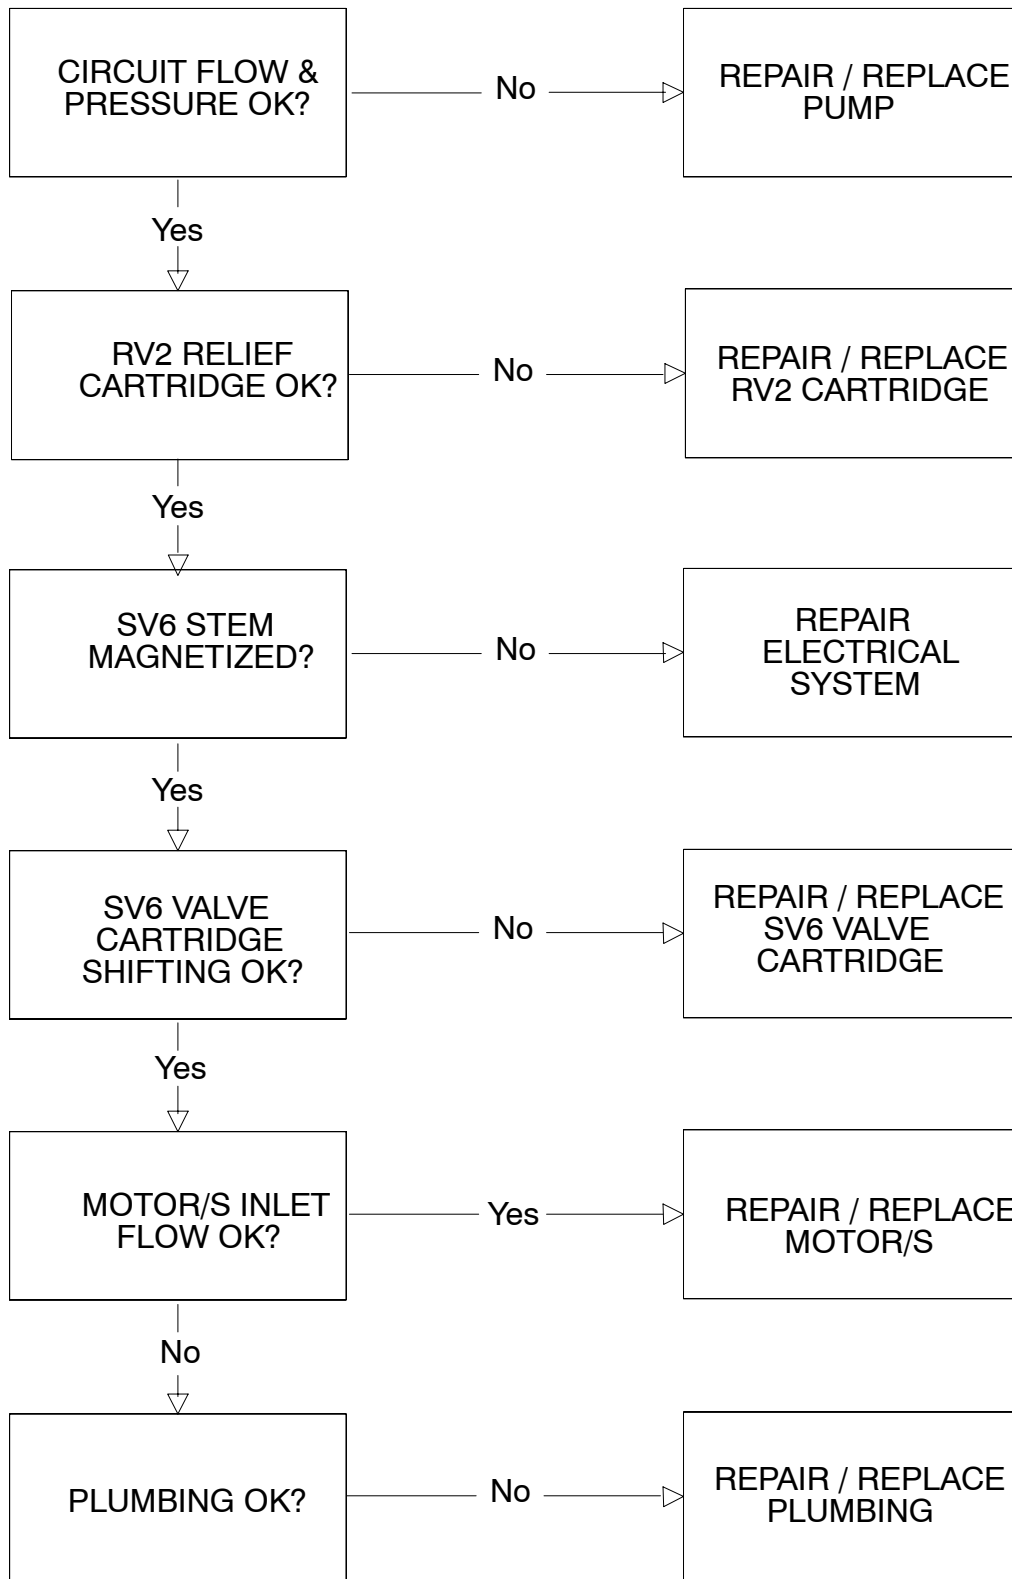 CIRCUIT FLOW &
PRESSURE OK?
No
REPAIR / REPLACE
PUMP
Yes
RV2 RELIEF
CARTRIDGE OK?
No
REPAIR / REPLACE
RV2 CARTRIDGE
Yes
SV6 STEM
MAGNETIZED?
No
REPAIR
ELECTRICAL
SYSTEM
Yes
SV6 VALVE
CARTRIDGE
SHIFTING OK?
No
REPAIR / REPLACE
SV6 VALVE
CARTRIDGE
Yes
MOTOR/S INLET
FLOW OK?
Yes
REPAIR / REPLACE
MOTOR/S
No
PLUMBING OK?
No
REPAIR / REPLACE
PLUMBING